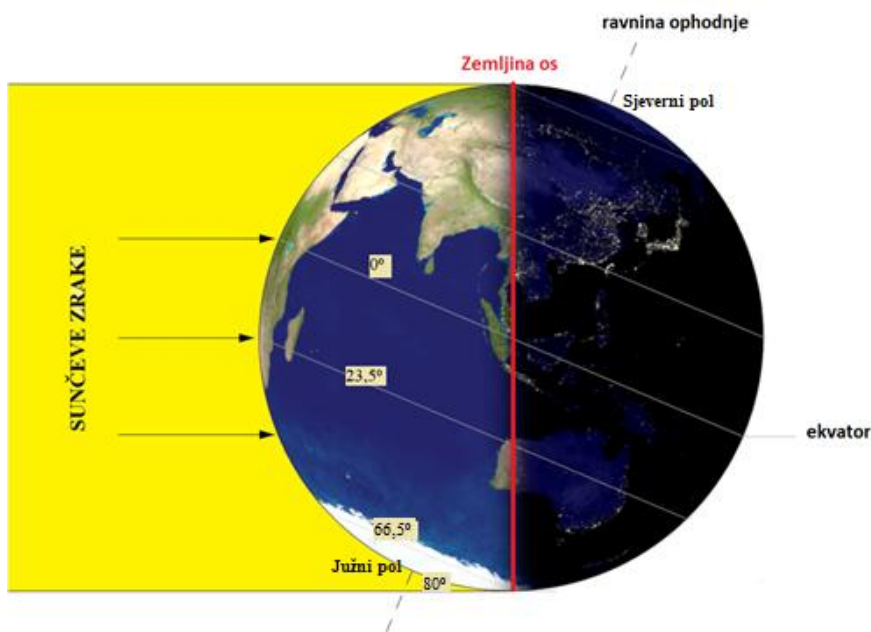 ravnina ophodnje
Zemljina os
Sjeverni pol
SUNČEVE ZRAKE
0º
23,5º
ekvator
66,5º
Južni pol
80º